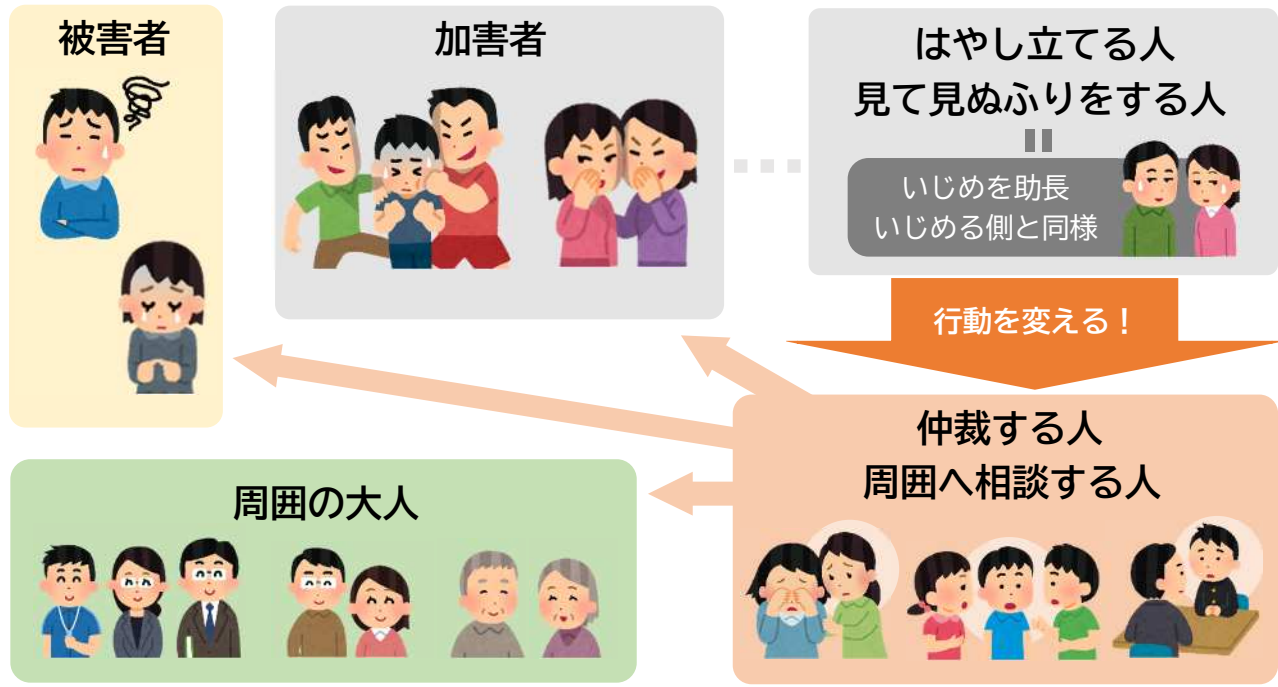 被害者
加害者
はやし立てる人
見て見ぬふりをする人
いじめを助長
いじめる側と同様
行動を変える！
仲裁する人
周囲へ相談する人
周囲の大人